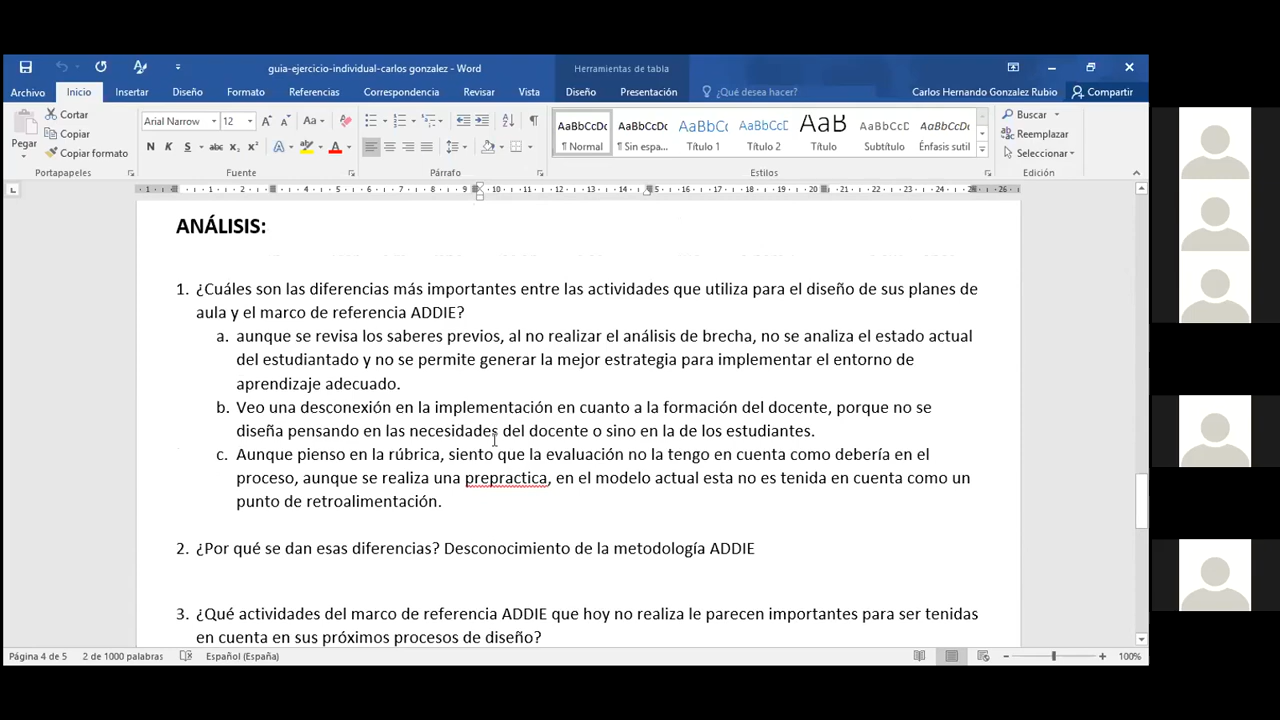 guia-ejercicio-individual-carlos gonzalez - Word
Herramientas de tabla
Archivo Inicio Insertar Diseño Formato Referencias Correspondencia Revisar Vista Diseño Presentación ¿Qué desea hacer? Carlos Hernando Gonzalez Rubio Compartir
Pegar
Cortar
Copiar
Copiar formato
Portapapeles
Arial Narrow 12
Fuente
Párrafo
AaBbCcDc ¶ Normal
AaBbCcDc ¶ Sin espa...
AaBbCcD Título 1
AaBbCcD Título 2
AaB Título
AaBbCcD Subtítulo
AaBbCcDc Énfasis sutil
Estilos
Buscar
Reemplazar
Seleccionar
Edición
ANÁLISIS:
1. ¿Cuáles son las diferencias más importantes entre las actividades que utiliza para el diseño de sus planes de
aula y el marco de referencia ADDIE?
a. aunque se revisa los saberes previos, al no realizar el análisis de brecha, no se analiza el estado actual
del estudiantado y no se permite generar la mejor estrategia para implementar el entorno de
aprendizaje adecuado.
b. Veo una desconexión en la implementación en cuanto a la formación del docente, porque no se
diseña pensando en las necesidades del docente o sino en la de los estudiantes.
c. Aunque pienso en la rúbrica, siento que la evaluación no la tengo en cuenta como debería en el
proceso, aunque se realiza una prepractica, en el modelo actual esta no es tenida en cuenta como un
punto de retroalimentación.
2. ¿Por qué se dan esas diferencias? Desconocimiento de la metodología ADDIE
3. ¿Qué actividades del marco de referencia ADDIE que hoy no realiza le parecen importantes para ser tenidas
en cuenta en sus próximos procesos de diseño?
Página 4 de 5 2 de 1000 palabras Español (España) 100%